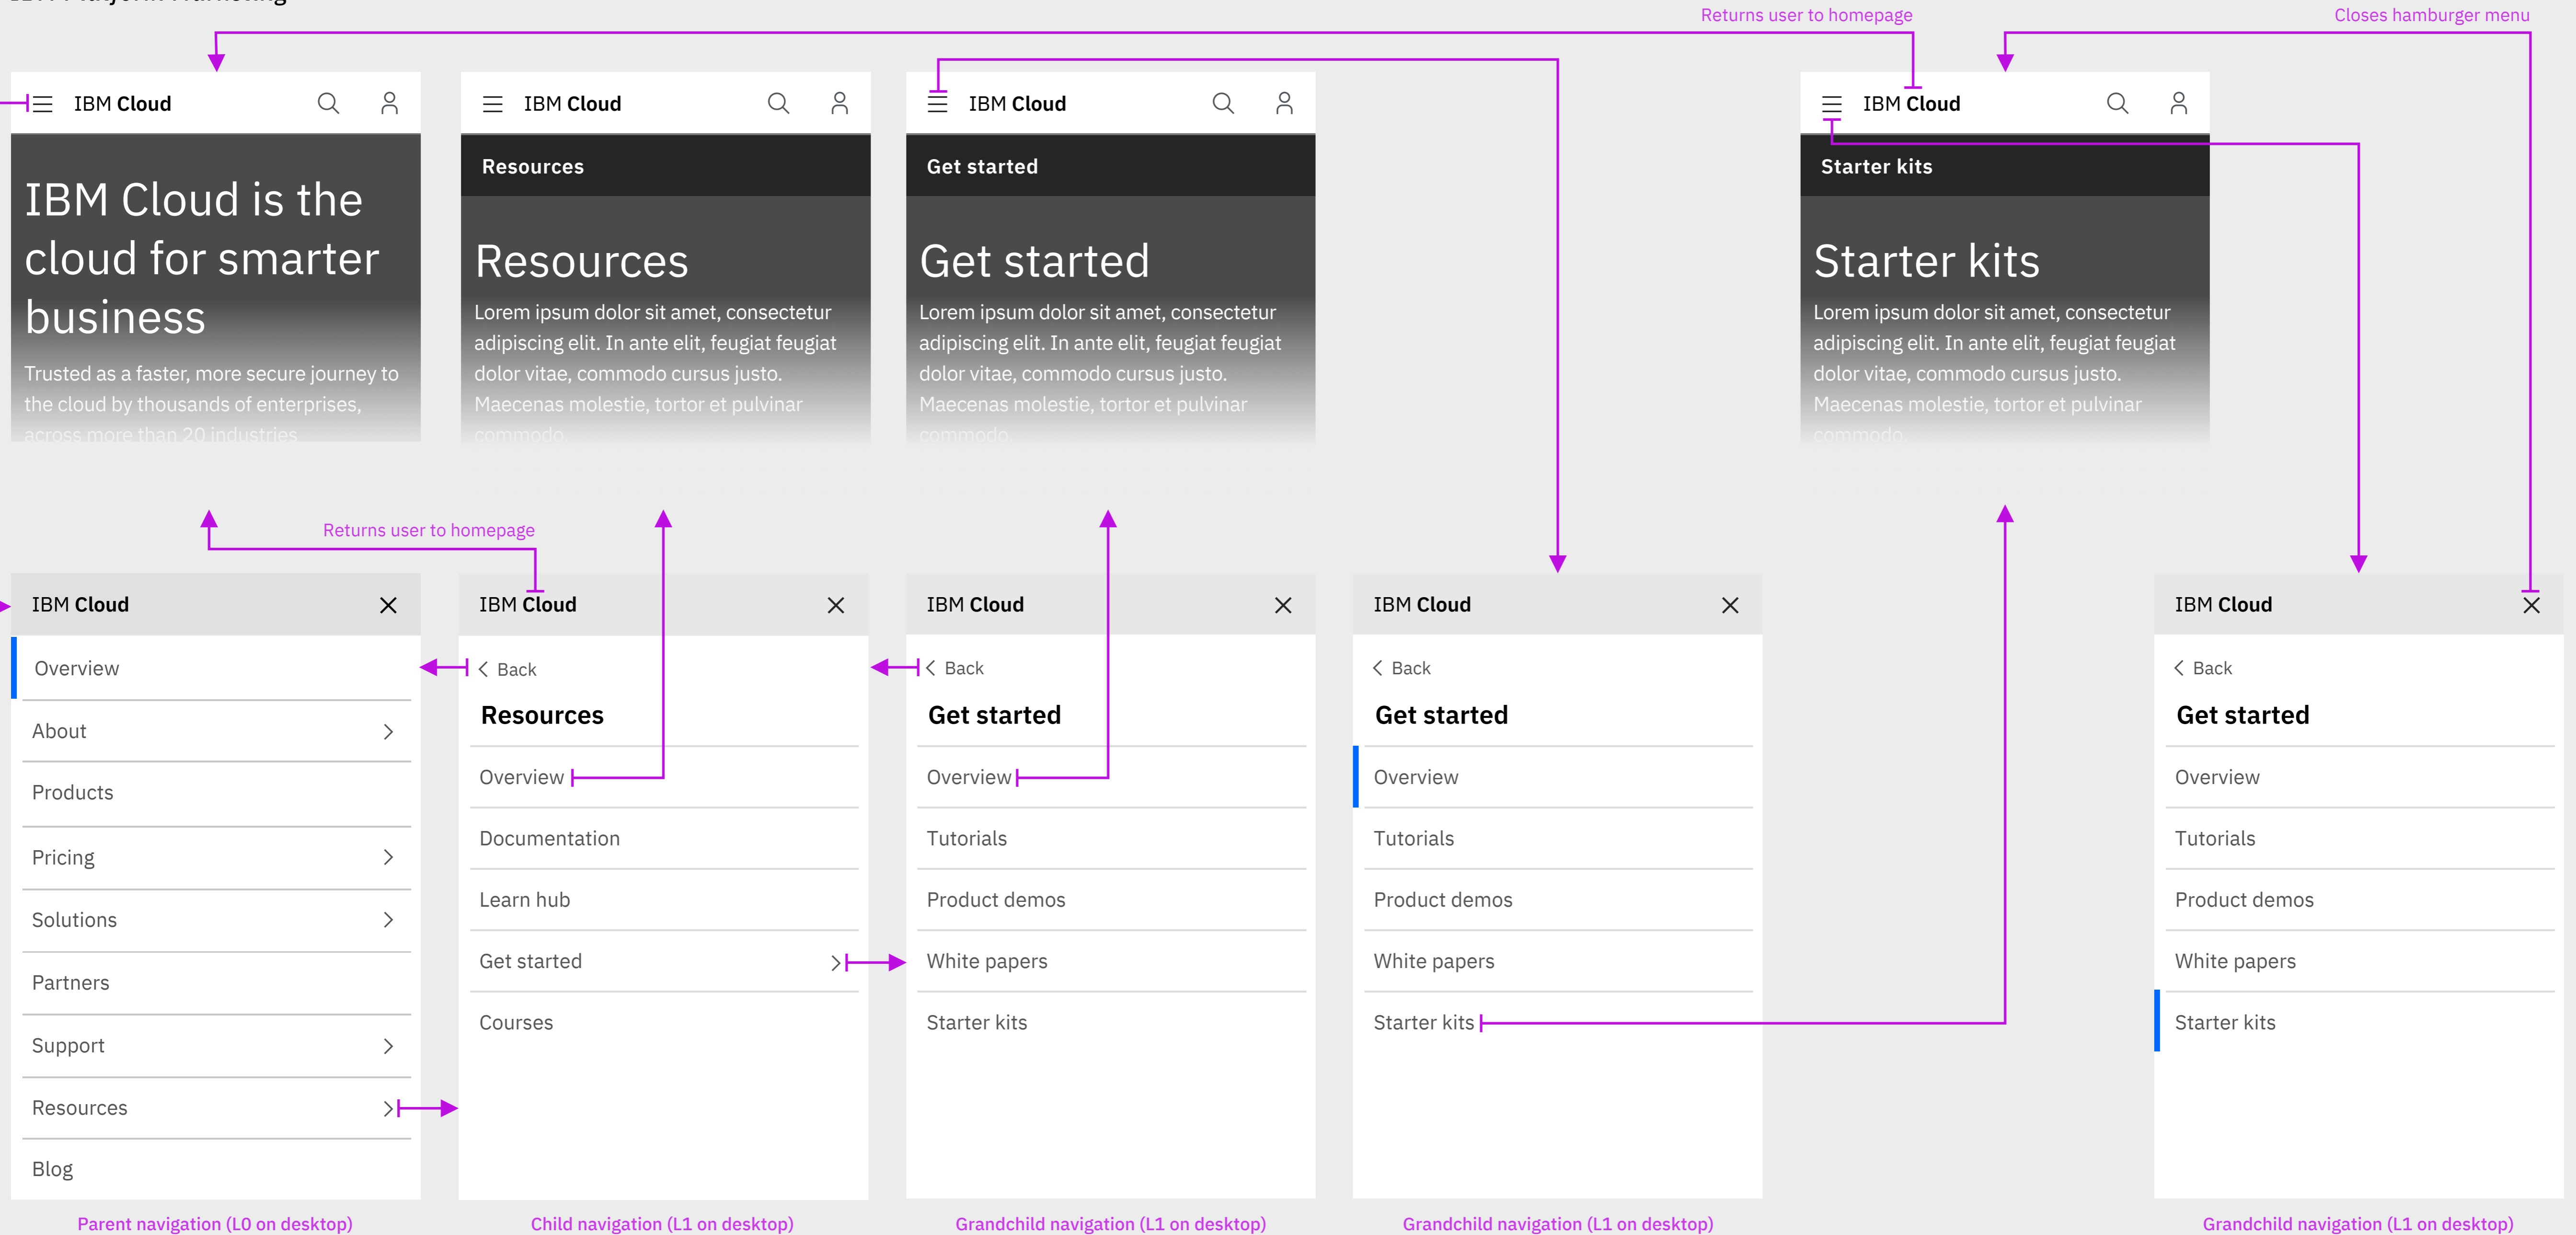 Returns user to homepage
Closes hamburger menu
IBM Cloud
IBM Cloud is the
cloud for smarter
business
Trusted as a faster, more secure journey to
the cloud by thousands of enterprises,
across more than 20 industries
IBM Cloud
Resources
Resources
Lorem ipsum dolor sit amet, consectetur
adipiscing elit. In ante elit, feugiat feugiat
dolor vitae, commodo cursus justo.
Maecenas molestie, tortor et pulvinar
commodo.
IBM Cloud
Get started
Get started
Lorem ipsum dolor sit amet, consectetur
adipiscing elit. In ante elit, feugiat feugiat
dolor vitae, commodo cursus justo.
Maecenas molestie, tortor et pulvinar
commodo.
IBM Cloud
Starter kits
Starter kits
Lorem ipsum dolor sit amet, consectetur
adipiscing elit. In ante elit, feugiat feugiat
dolor vitae, commodo cursus justo.
Maecenas molestie, tortor et pulvinar
commodo.
Returns user to homepage
IBM Cloud
Overview
About
Products
Pricing
Solutions
Partners
Support
Resources
Blog
Parent navigation (L0 on desktop)
IBM Cloud
Back
Resources
Overview
Documentation
Learn hub
Get started
Courses
Child navigation (L1 on desktop)
IBM Cloud
Back
Get started
Overview
Tutorials
Product demos
White papers
Starter kits
Grandchild navigation (L1 on desktop)
IBM Cloud
Back
Get started
Overview
Tutorials
Product demos
White papers
Starter kits
Grandchild navigation (L1 on desktop)
IBM Cloud
Back
Get started
Overview
Tutorials
Product demos
White papers
Starter kits
Grandchild navigation (L1 on desktop)